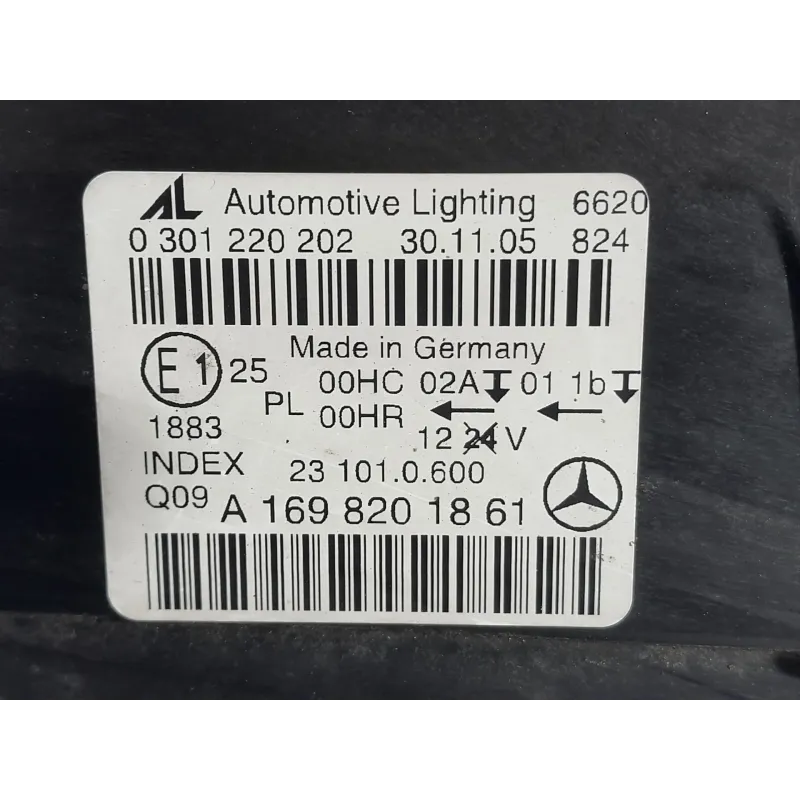 AL Automotive Lighting 6620
0 301 220 202 30.11.05 824
Made in Germany
E1 25 00HC 02A 01 1b
PL 00HR
1883 12 24 V
INDEX 23 101.0.600
Q09 A 169 820 18 61